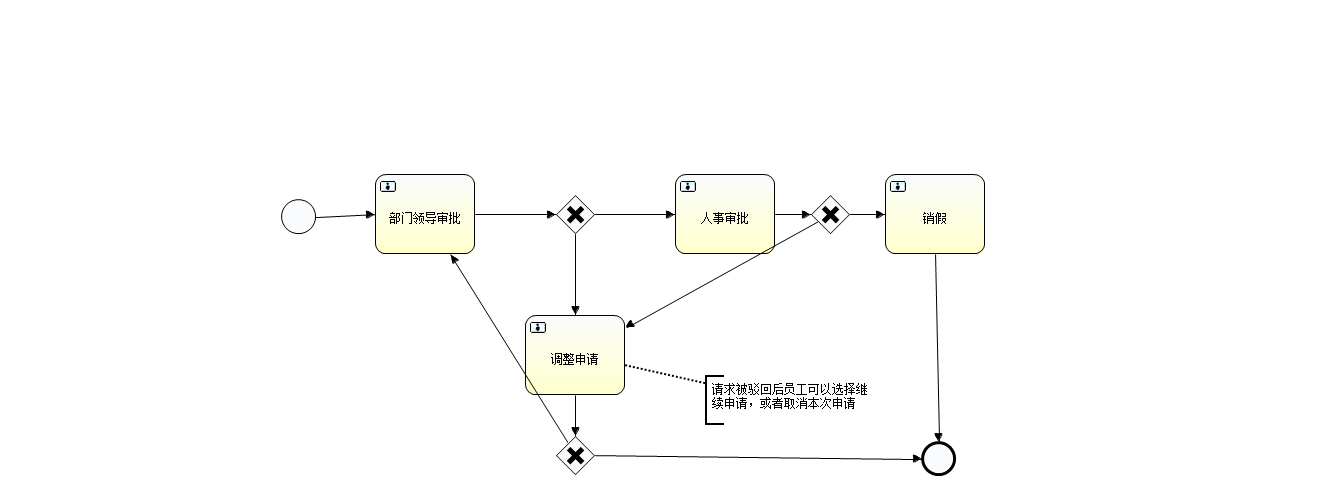 部门领导审批
人事审批
销假
调整申请
请求被驳回后员工可以选择继
续申请，或者取消本次申请